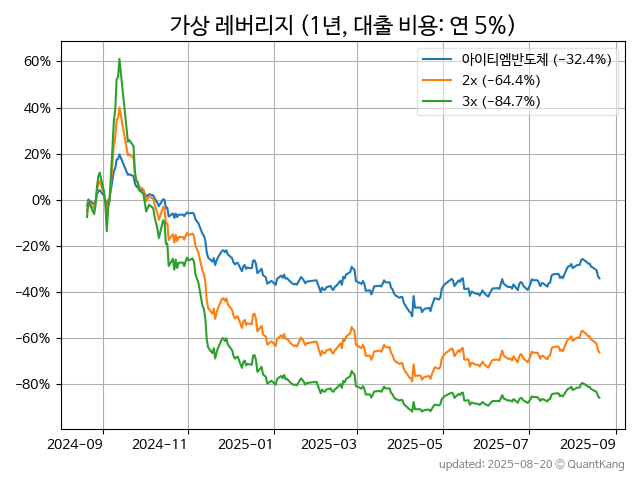 가상 레버리지 (1년, 대출 비용: 연 5%)
아이티엠반도체 (-32.4%)
2x (-64.4%)
3x (-84.7%)
60%
40%
20%
0%
-20%
-40%
-60%
-80%
2024-09 2024-11 2025-01 2025-03 2025-05 2025-07 2025-09
updated: 2025-08-20 © QuantKang